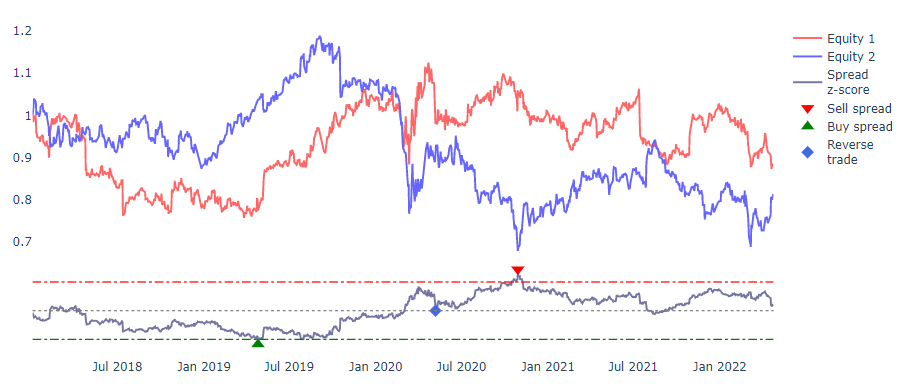 1.2
1.1
1
0.9
0.8
0.7
Jul 2018
Jan 2019
Jul 2019
Jan 2020
Jul 2020
Jan 2021
Jul 2021
Jan 2022
Equity 1
Equity 2
Spread
z-score
Sell spread
Buy spread
Reverse
trade